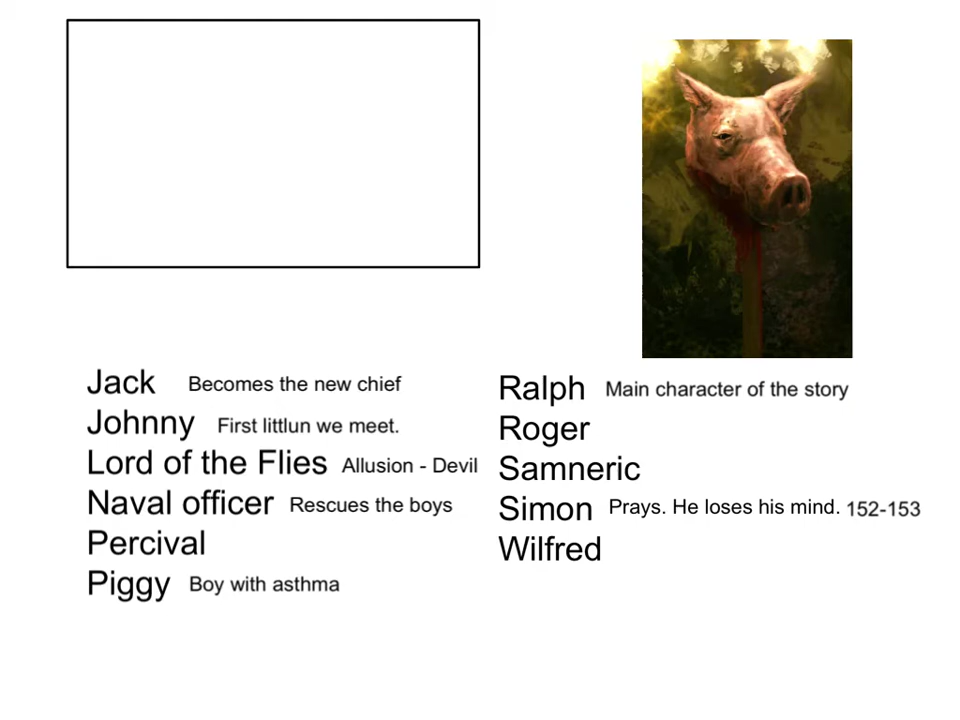 Jack Becomes the new chief
Johnny First littlun we meet.
Lord of the Flies Allusion - Devil
Naval officer Rescues the boys
Percival
Piggy Boy with asthma
Ralph Main character of the story
Roger
Samneric
Simon Prays. He loses his mind. 152-153
Wilfred